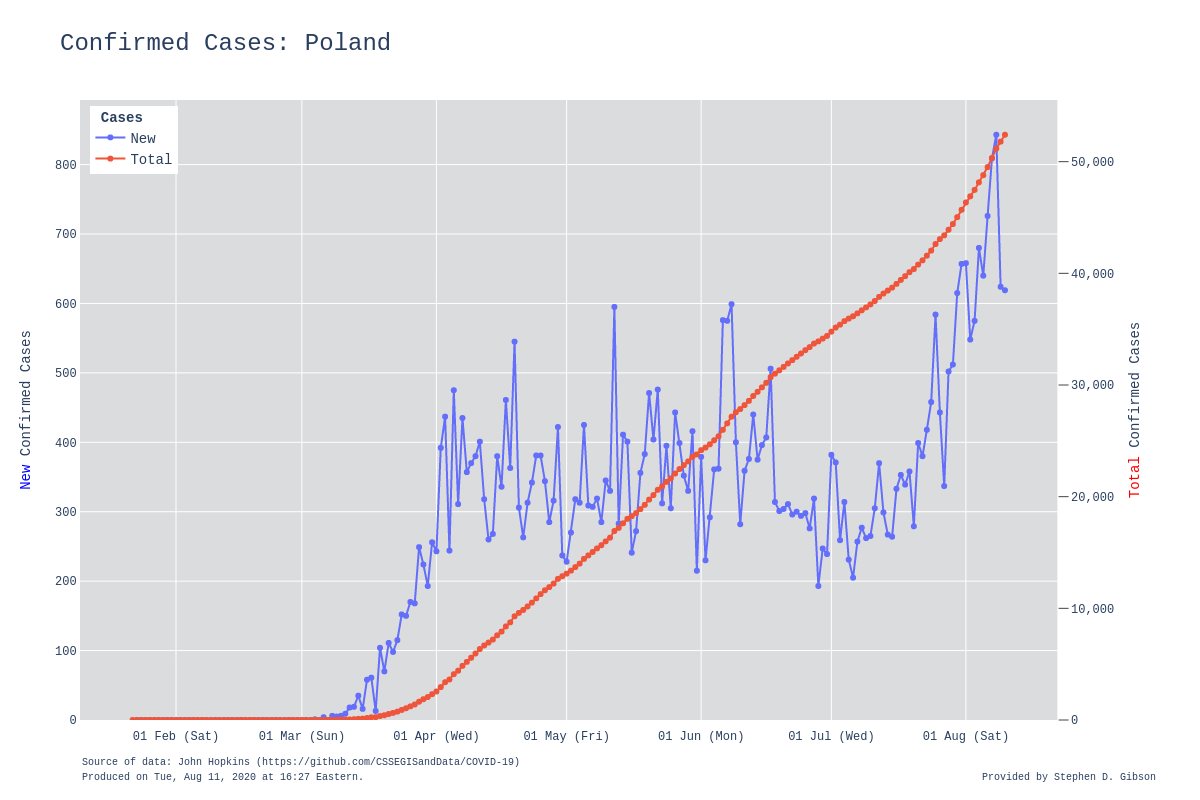 Confirmed Cases: Poland
Cases
New
Total
800
700
600
500
400
300
200
100
0
New Confirmed Cases
50,000
40,000
30,000
20,000
10,000
0
Total Confirmed Cases
01 Feb (Sat)
01 Mar (Sun)
01 Apr (Wed)
01 May (Fri)
01 Jun (Mon)
01 Jul (Wed)
01 Aug (Sat)
Source of data: John Hopkins (https://github.com/CSSEGISandData/COVID-19)
Produced on Tue, Aug 11, 2020 at 16:27 Eastern.
Provided by Stephen D. Gibson